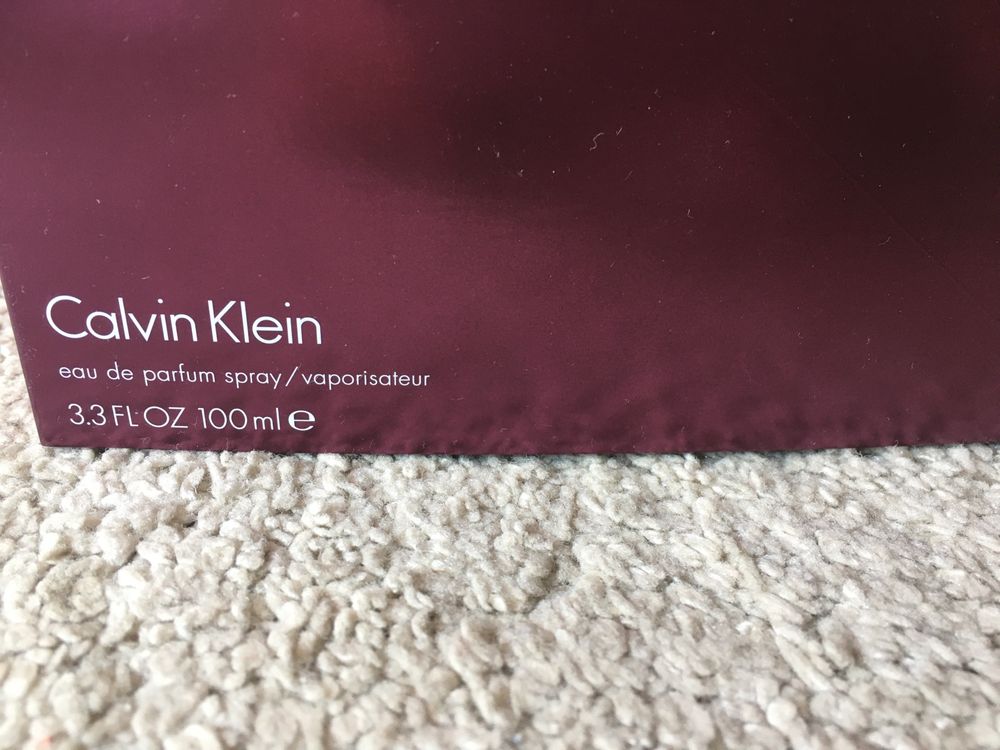 Calvin Klein
eau de parfum spray/vaporisateur
3.3 FL OZ 100 ml ℮